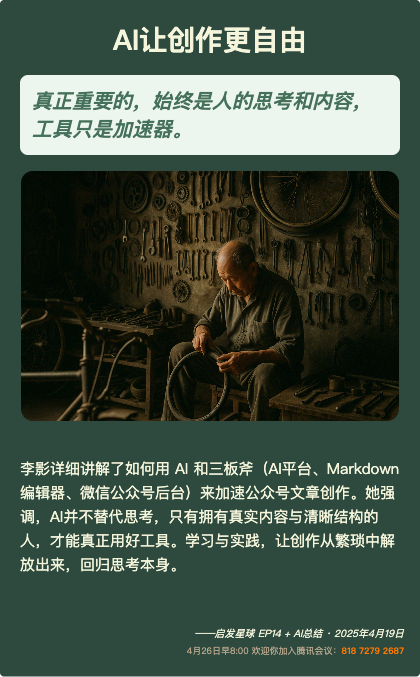 AI让创作更自由
真正重要的，始终是人的思考和内容，
工具只是加速器。
李影详细讲解了如何用 AI 和三板斧（AI平台、Markdown
编辑器、微信公众号后台）来加速公众号文章创作。她强
调，AI并不替代思考，只有拥有真实内容与清晰结构的
人，才能真正用好工具。学习与实践，让创作从繁琐中解
放出来，回归思考本身。
——启发星球 EP14 + AI总结 · 2025年4月19日
4月26日早8:00 欢迎你加入腾讯会议：818 7279 2687